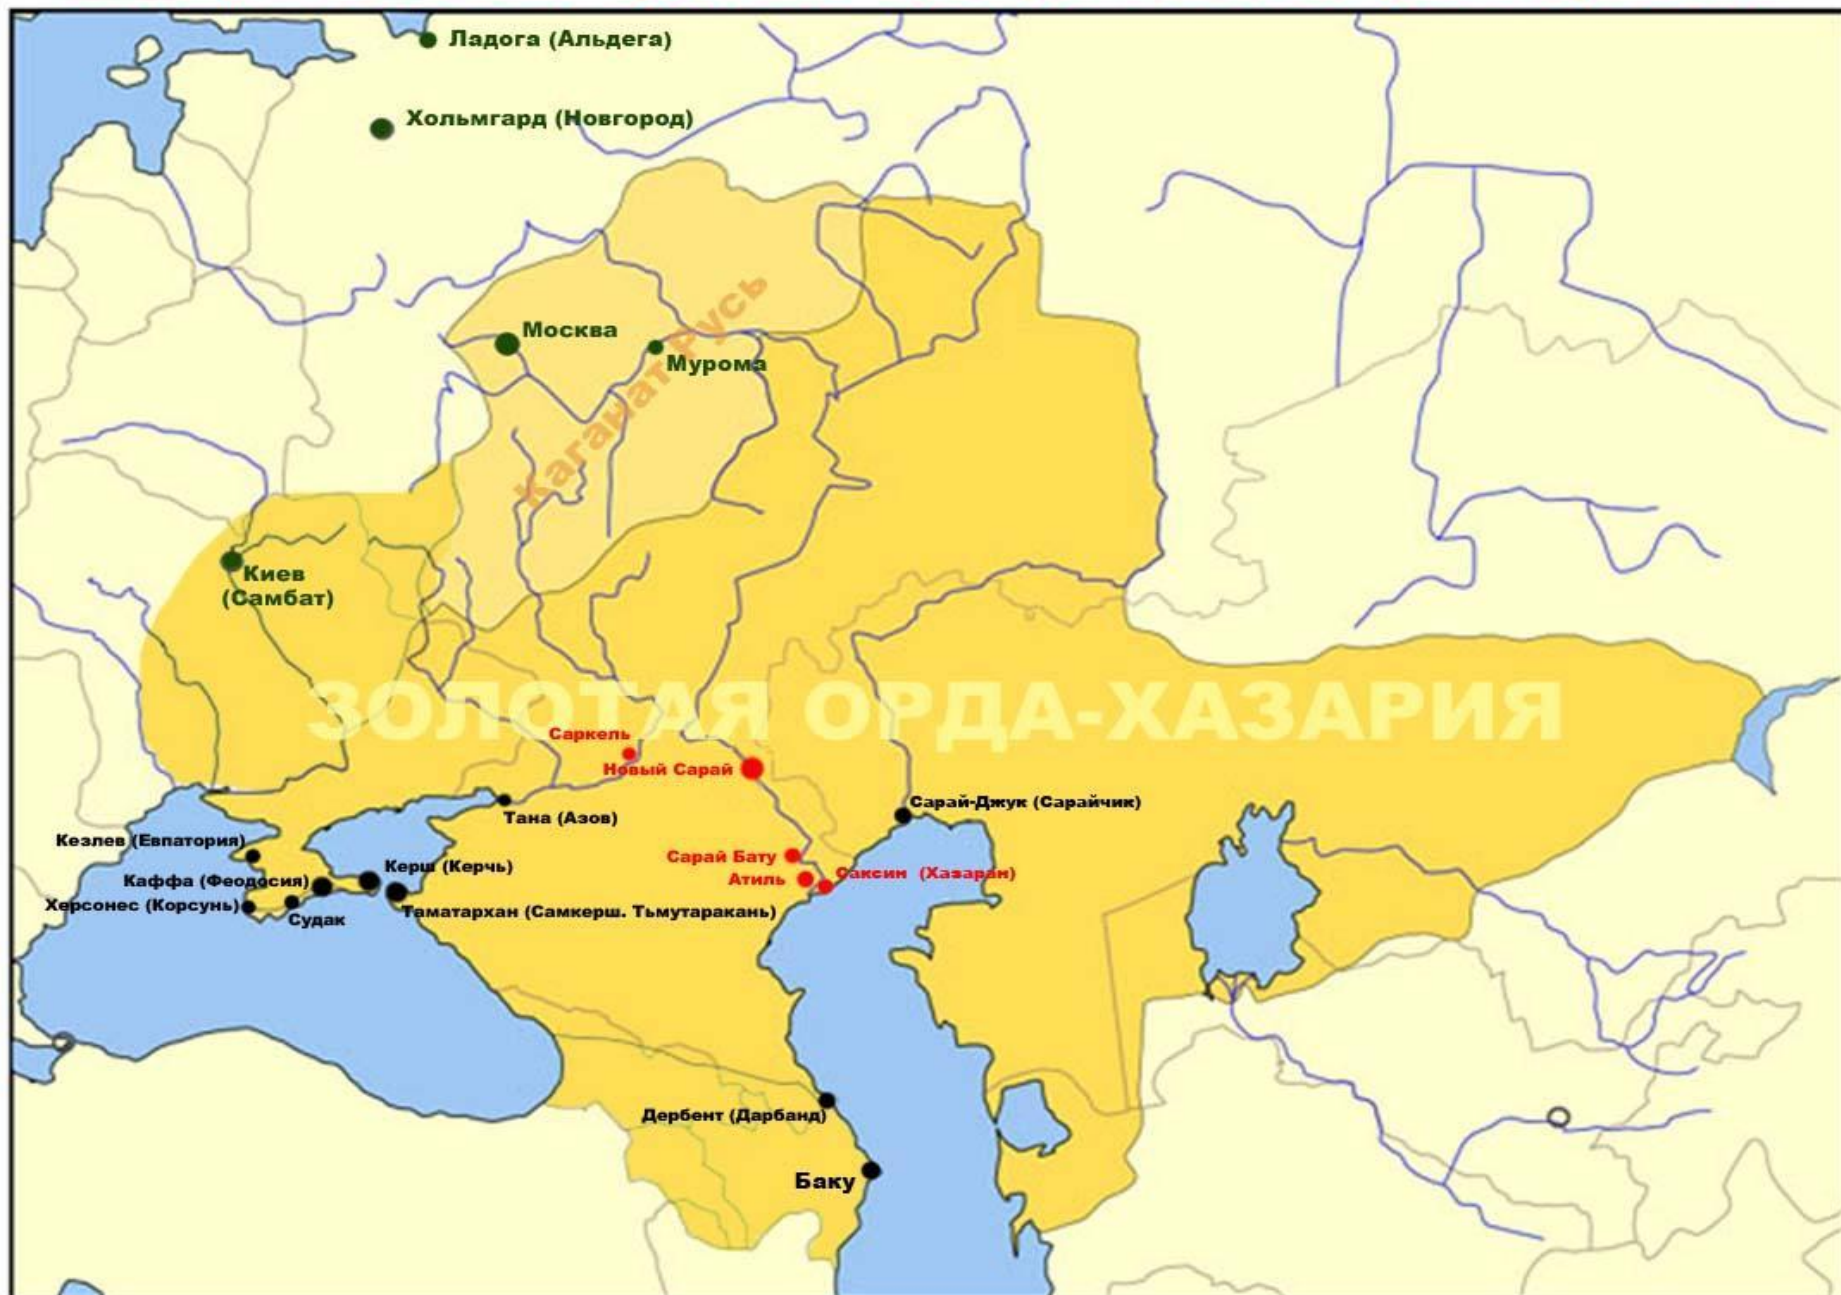 Ладога (Альдега)
Хольмгард (Новгород)
Москва
Мурома
Каганат Русь
Киев
(Самбат)
ЗОЛОТАЯ ОРДА-ХАЗАРИЯ
Саркель
Новый Сарай
Сарай-Джук (Сарайчик)
Тана (Азов)
Кезлев (Евпатория)
Сарай Бату
Керш (Керчь)
Каффа (Феодосия)
Атиль
Саксин (Хазаран)
Херсонес (Корсунь)
Судак
Таматархан (Самкерш. Тьмутаракань)
Дербент (Дарбанд)
Баку